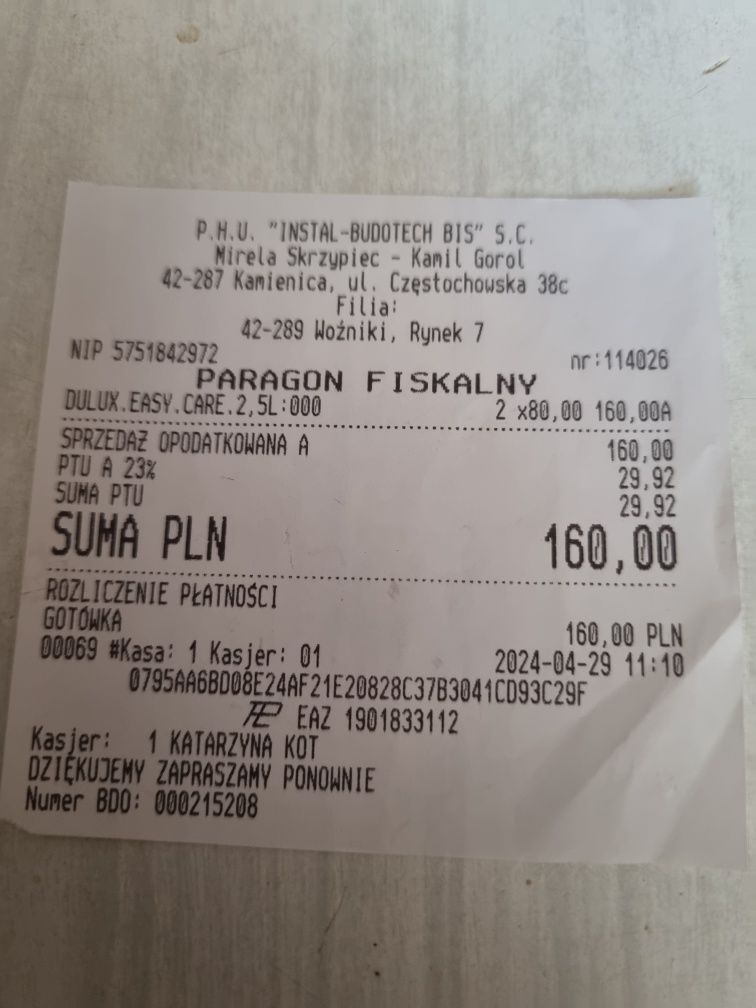 P.H.U. "INSTAL-BUDOTECH BIS" S.C.
Mirela Skrzypiec - Kamil Gorol
42-287 Kamienica, ul. Częstochowska 38c
Filia:
42-289 Woźniki, Rynek 7
NIP 5751842972 nr:114026
PARAGON FISKALNY
DULUX.EASY.CARE.2,5L:000 2 x80,00 160,00A
SPRZEDAŻ OPODATKOWANA A 160,00
PTU A 23% 29,92
SUMA PTU 29,92
SUMA PLN 160,00
ROZLICZENIE PŁATNOŚCI
GOTÓWKA 160,00 PLN
00069 #Kasa: 1 Kasjer: 01 2024-04-29 11:10
0795AA6BD08E24AF21E20828C37B3041CD93C29F
EAZ 1901833112
Kasjer: 1 KATARZYNA KOT
DZIĘKUJEMY ZAPRASZAMY PONOWNIE
Numer BDO: 000215208